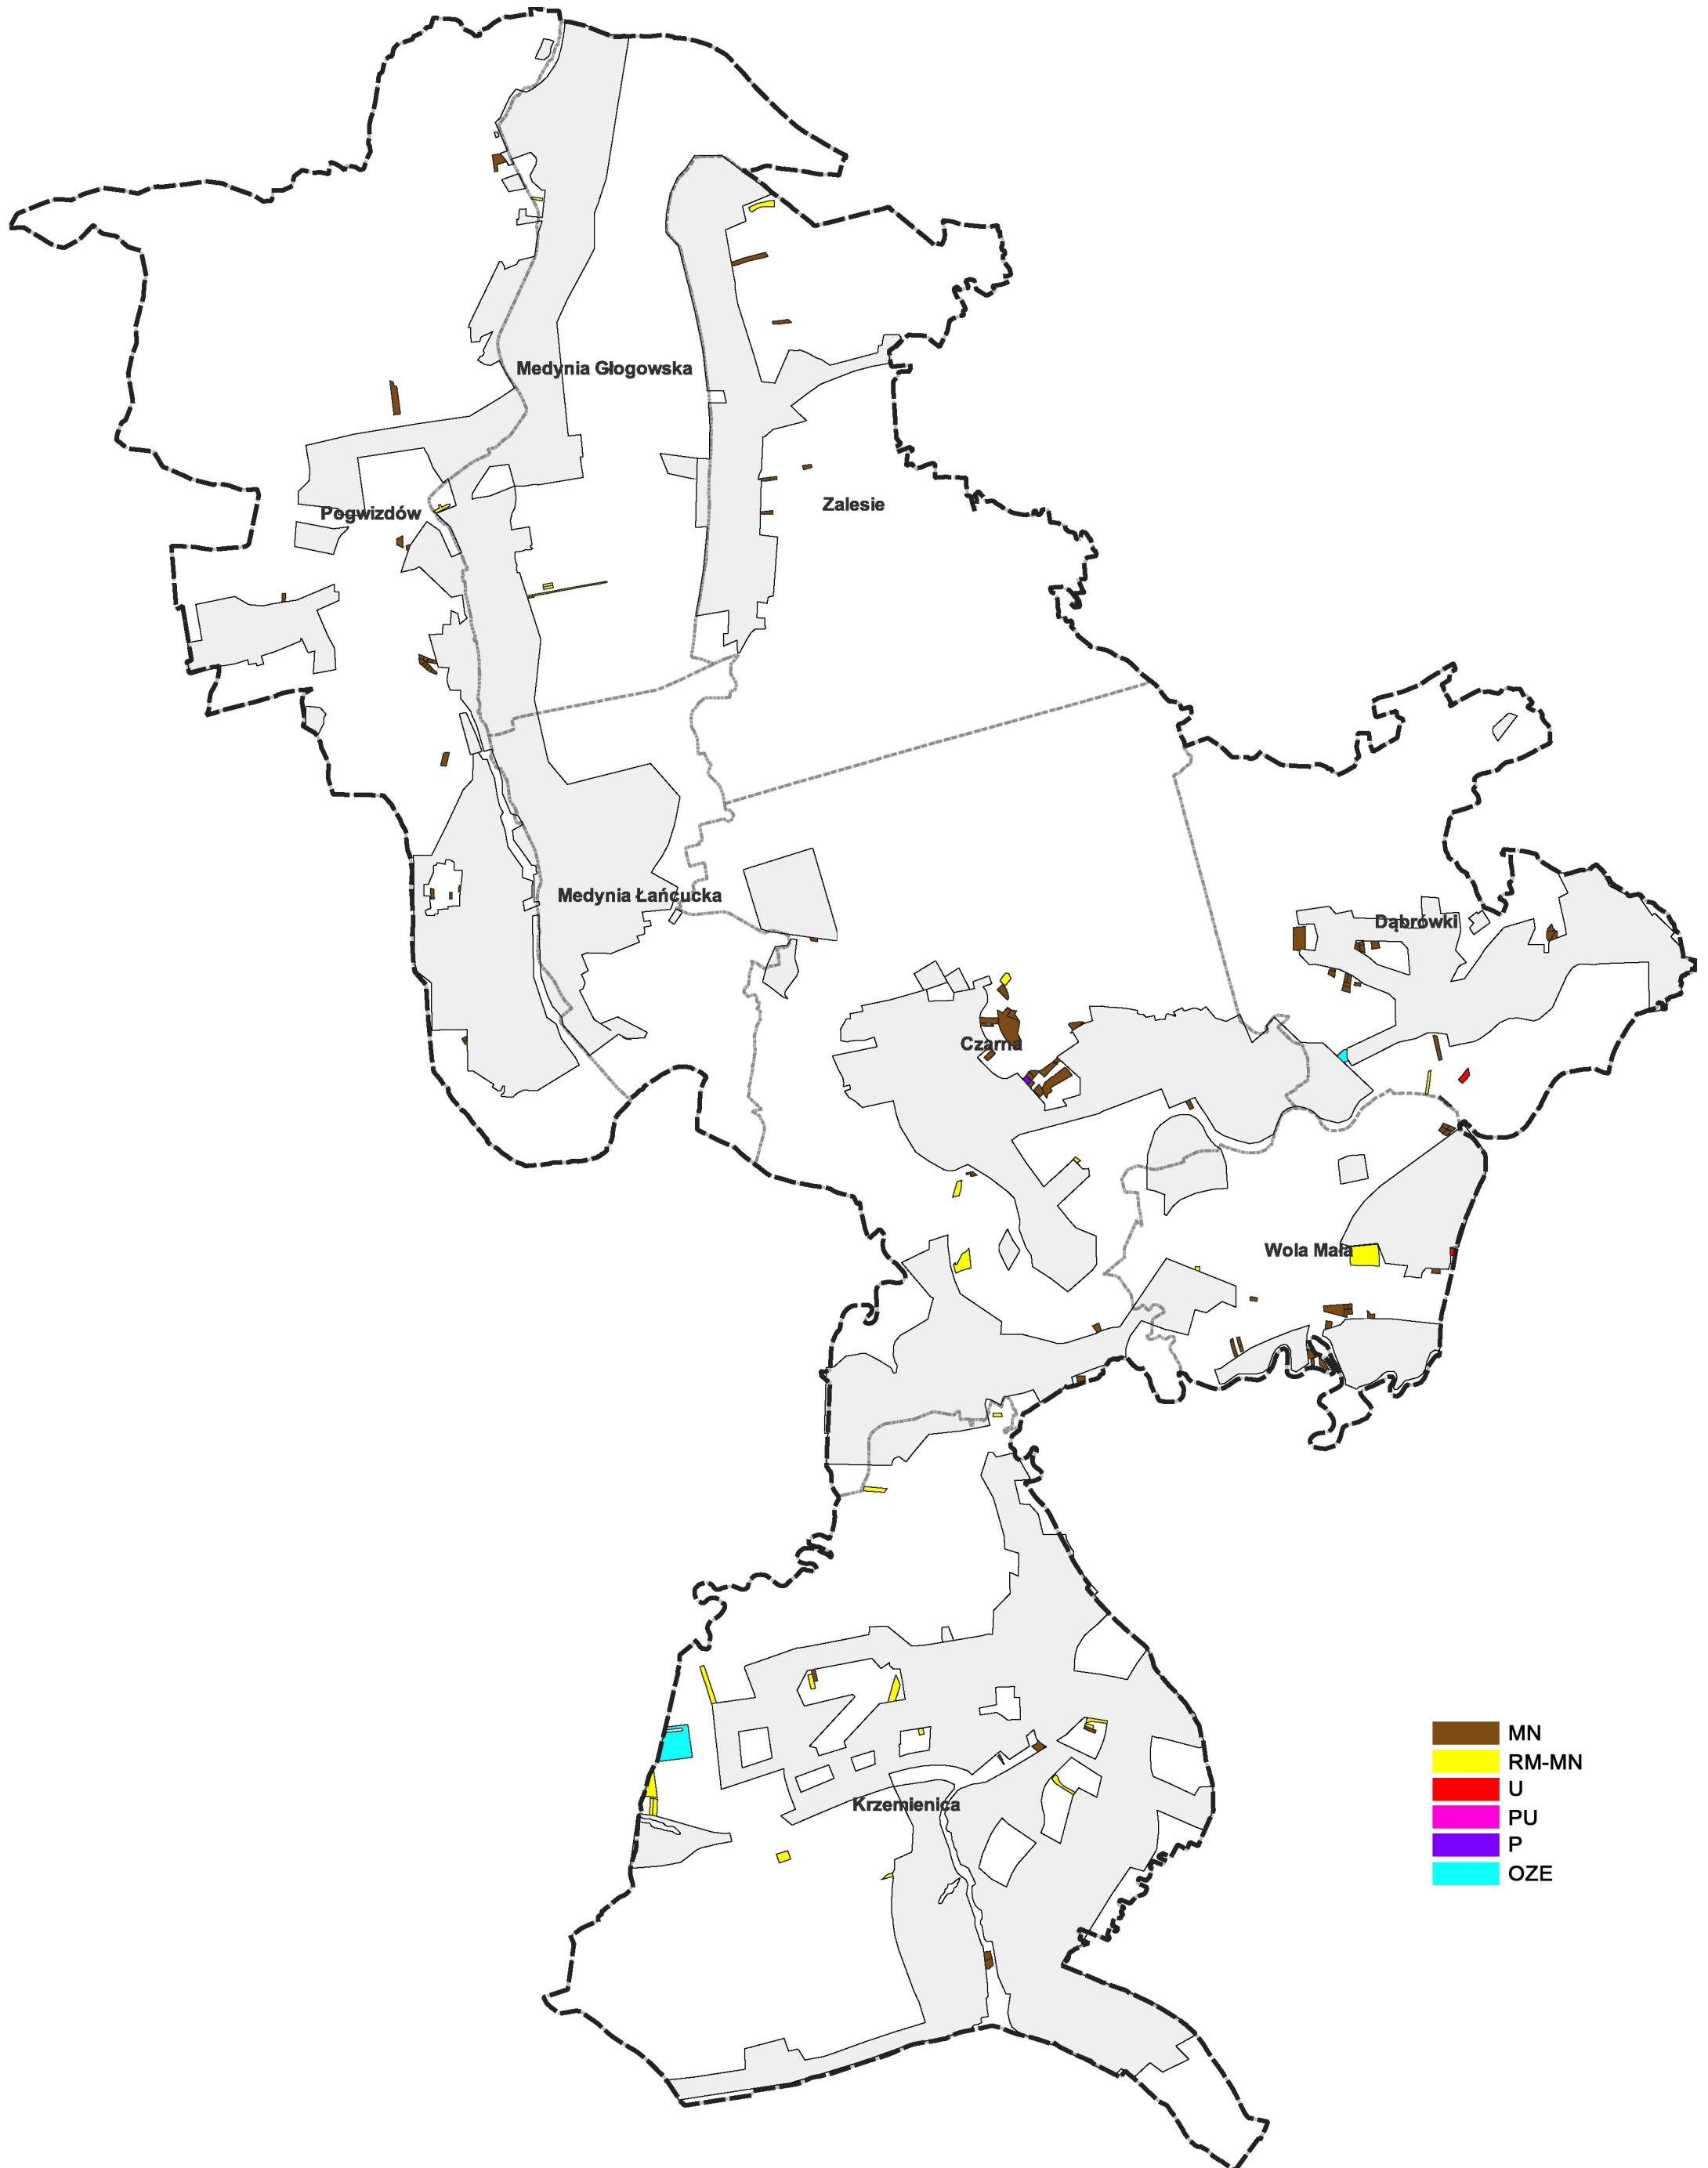 Medynia Głogowska
Zalesie
Pogwizdów
Medynia Łańcucka
Dąbrówki
Czarna
Wola Mała
MN
RM-MN
U
PU
P
OZE
Krzemienica